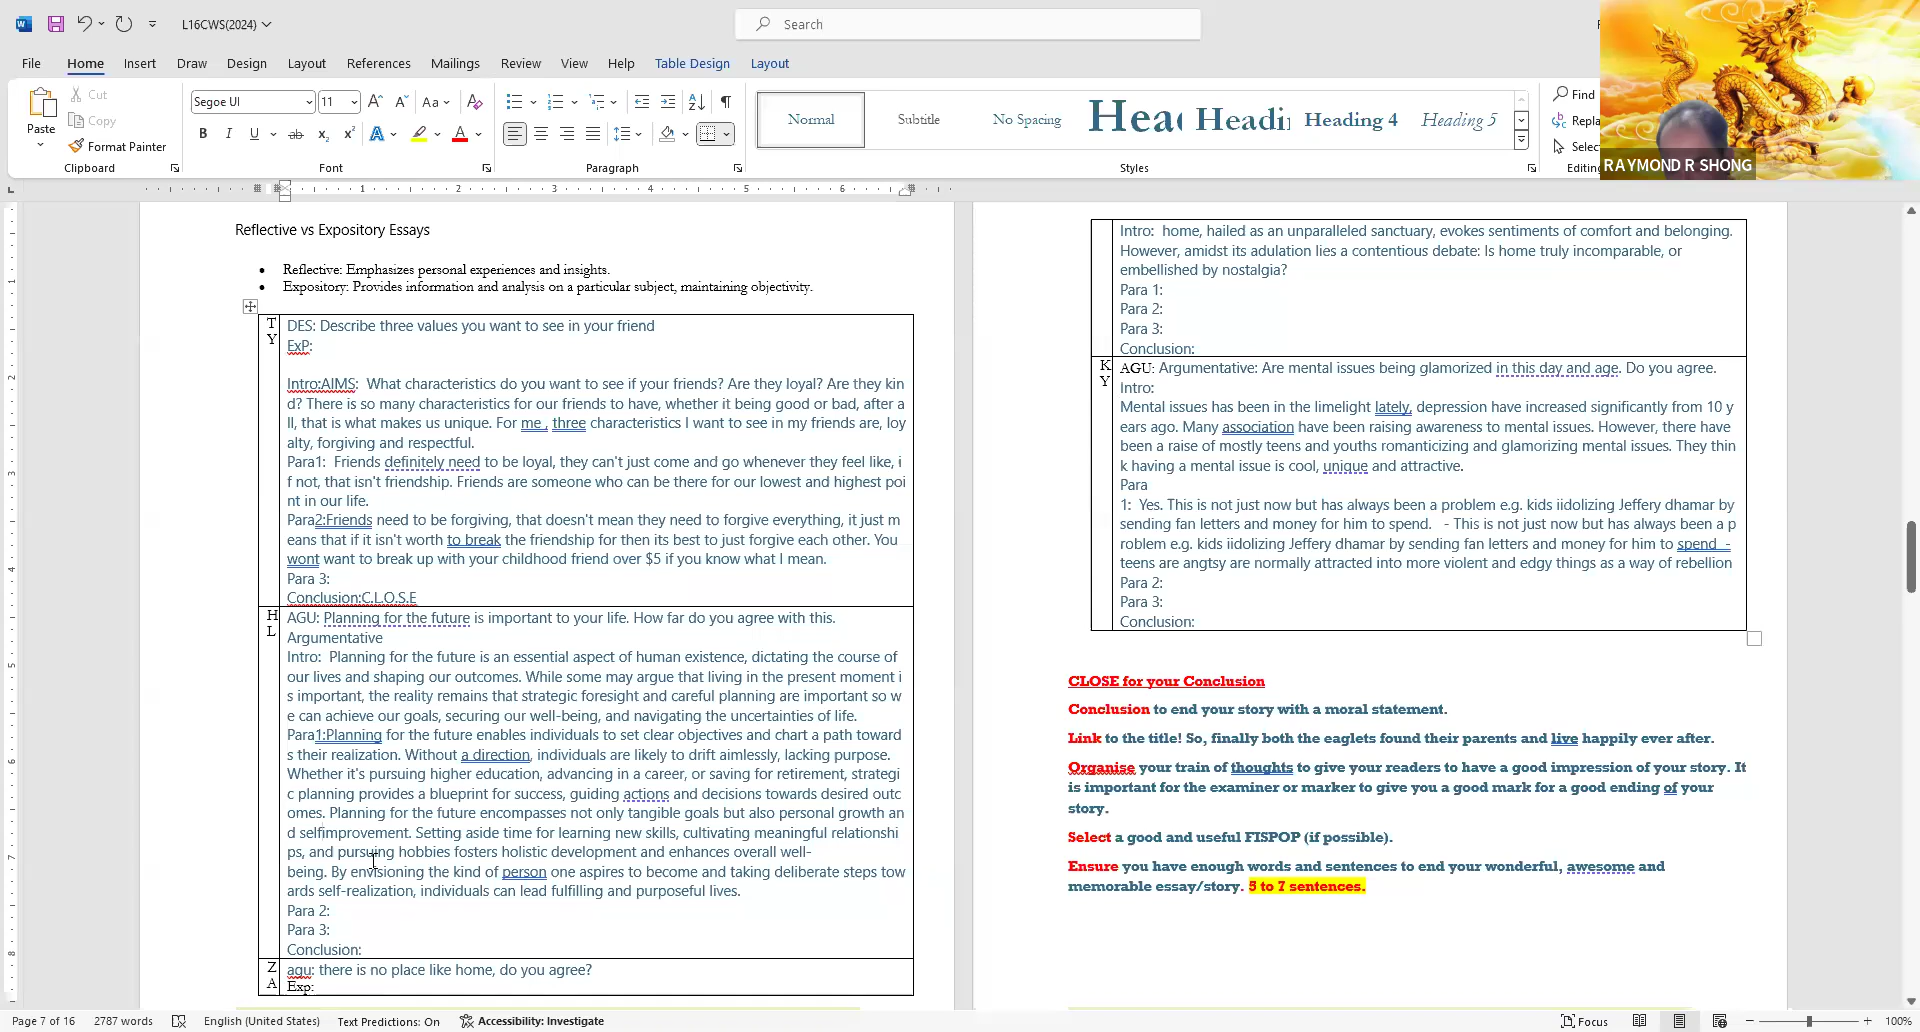 L16CWS(2024)
Search
File Home Insert Draw Design Layout References Mailings Review View Help Table Design Layout
Paste
Cut
Copy
Format Painter
Clipboard
Segoe UI 11
Font
Paragraph
Normal Subtitle No Spacing Heading 4 Heading 5
Styles
Find
Editing
RAYMOND R SHONG
Reflective vs Expository Essays
• Reflective: Emphasizes personal experiences and insights.
• Expository: Provides information and analysis on a particular subject, maintaining objectivity.
T
Y
DES: Describe three values you want to see in your friend
ExP:
Intro:AIMS: What characteristics do you want to see if your friends? Are they loyal? Are they kin
d? There is so many characteristics for our friends to have, whether it being good or bad, after a
ll, that is what makes us unique. For me , three characteristics I want to see in my friends are, loy
alty, forgiving and respectful.
Para1: Friends definitely need to be loyal, they can't just come and go whenever they feel like, i
f not, that isn't friendship. Friends are someone who can be there for our lowest and highest poi
nt in our life.
Para2:Friends need to be forgiving, that doesn't mean they need to forgive everything, it just m
eans that if it isn't worth to break the friendship for then its best to just forgive each other. You
wont want to break up with your childhood friend over $5 if you know what I mean.
Para 3:
Conclusion:C.L.O.S.E
H
L
AGU: Planning for the future is important to your life. How far do you agree with this.
Argumentative
Intro: Planning for the future is an essential aspect of human existence, dictating the course of
our lives and shaping our outcomes. While some may argue that living in the present moment i
s important, the reality remains that strategic foresight and careful planning are important so w
e can achieve our goals, securing our well-being, and navigating the uncertainties of life.
Para1:Planning for the future enables individuals to set clear objectives and chart a path toward
s their realization. Without a direction, individuals are likely to drift aimlessly, lacking purpose.
Whether it's pursuing higher education, advancing in a career, or saving for retirement, strategi
c planning provides a blueprint for success, guiding actions and decisions towards desired outc
omes. Planning for the future encompasses not only tangible goals but also personal growth an
d selfimprovement. Setting aside time for learning new skills, cultivating meaningful relationshi
ps, and pursuing hobbies fosters holistic development and enhances overall well-
being. By envisioning the kind of person one aspires to become and taking deliberate steps tow
ards self-realization, individuals can lead fulfilling and purposeful lives.
Para 2:
Para 3:
Conclusion:
Z
A
agu: there is no place like home, do you agree?
Exp:
Intro: home, hailed as an unparalleled sanctuary, evokes sentiments of comfort and belonging.
However, amidst its adulation lies a contentious debate: Is home truly incomparable, or
embellished by nostalgia?
Para 1:
Para 2:
Para 3:
Conclusion:
K
Y
AGU: Argumentative: Are mental issues being glamorized in this day and age. Do you agree.
Intro:
Mental issues has been in the limelight lately, depression have increased significantly from 10 y
ears ago. Many association have been raising awareness to mental issues. However, there have
been a raise of mostly teens and youths romanticizing and glamorizing mental issues. They thin
k having a mental issue is cool, unique and attractive.
Para
1: Yes. This is not just now but has always been a problem e.g. kids iidolizing Jeffery dhamar by
sending fan letters and money for him to spend. - This is not just now but has always been a p
roblem e.g. kids iidolizing Jeffery dhamar by sending fan letters and money for him to spend -
teens are angtsy are normally attracted into more violent and edgy things as a way of rebellion
Para 2:
Para 3:
Conclusion:
CLOSE for your Conclusion
Conclusion to end your story with a moral statement.
Link to the title! So, finally both the eaglets found their parents and live happily ever after.
Organise your train of thoughts to give your readers to have a good impression of your story. It
is important for the examiner or marker to give you a good mark for a good ending of your
story.
Select a good and useful FISPOP (if possible).
Ensure you have enough words and sentences to end your wonderful, awesome and
memorable essay/story. 5 to 7 sentences.
Page 7 of 16 2787 words English (United States) Text Predictions: On Accessibility: Investigate Focus 100%